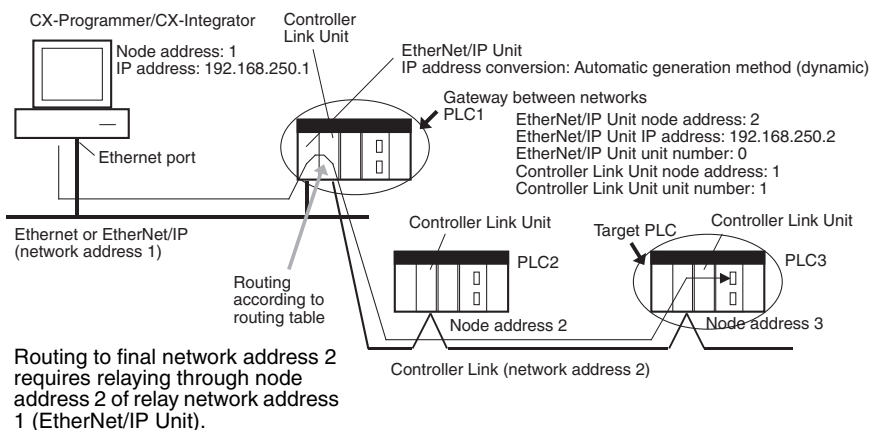 CX-Programmer/CX-Integrator
Node address: 1
IP address: 192.168.250.1
Controller
Link Unit
EtherNet/IP Unit
IP address conversion: Automatic generation method (dynamic)
Gateway between networks
PLC1
EtherNet/IP Unit node address: 2
EtherNet/IP Unit IP address: 192.168.250.2
EtherNet/IP Unit unit number: 0
Controller Link Unit node address: 1
Controller Link Unit unit number: 1
Ethernet port
Ethernet or EtherNet/IP
(network address 1)
Controller Link Unit
PLC2
Node address 2
Target PLC
Controller Link Unit
PLC3
Node address 3
Routing
according to
routing table
Controller Link (network address 2)
Routing to final network address 2
requires relaying through node
address 2 of relay network address
1 (EtherNet/IP Unit).